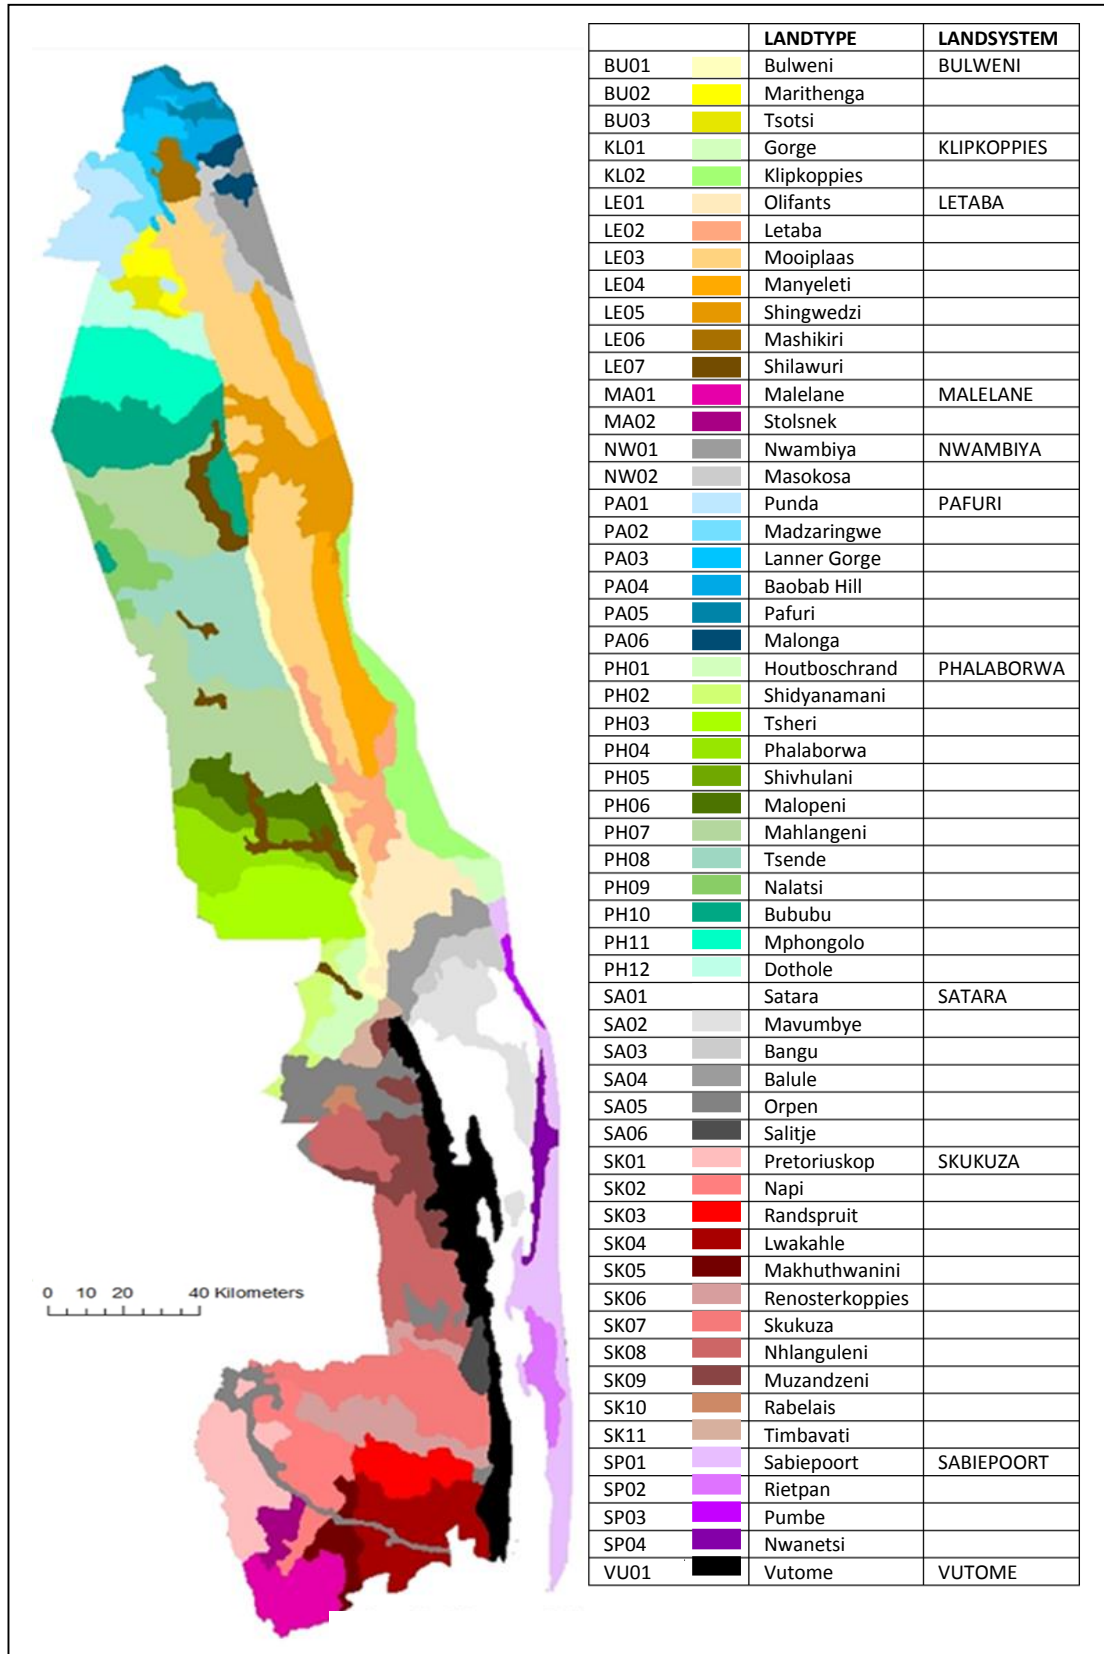 LANDTYPE LANDSYSTEM
BU01 Bulweni BULWENI
BU02 Marithenga
BU03 Tsotsi
KL01 Gorge KLIPKOPPIES
KL02 Klipkoppies
LE01 Olifants LETABA
LE02 Letaba
LE03 Mooiplaas
LE04 Manyeleti
LE05 Shingwedzi
LE06 Mashikiri
LE07 Shilawuri
MA01 Malelane MALELANE
MA02 Stolsnek
NW01 Nwambiya NWAMBIYA
NW02 Masokosa
PA01 Punda PAFURI
PA02 Madzaringwe
PA03 Lanner Gorge
PA04 Baobab Hill
PA05 Pafuri
PA06 Malonga
PH01 Houtboschrand PHALABORWA
PH02 Shidyanamani
PH03 Tsheri
PH04 Phalaborwa
PH05 Shivhulani
PH06 Malopeni
PH07 Mahlangeni
PH08 Tsende
PH09 Nalatsi
PH10 Bububu
PH11 Mphongolo
PH12 Dothole
SA01 Satara SATARA
SA02 Mavumbye
SA03 Bangu
SA04 Balule
SA05 Orpen
SA06 Salitje
SK01 Pretoriuskop SKUKUZA
SK02 Napi
SK03 Randspruit
SK04 Lwakahle
SK05 Makhuthwanini
SK06 Renosterkoppies
SK07 Skukuza
SK08 Nhlanguleni
SK09 Muzandzeni
SK10 Rabelais
SK11 Timbavati
SP01 Sabiepoort SABIEPOORT
SP02 Rietpan
SP03 Pumbe
SP04 Nwanetsi
VU01 Vutome VUTOME
0 10 20 40 Kilometers